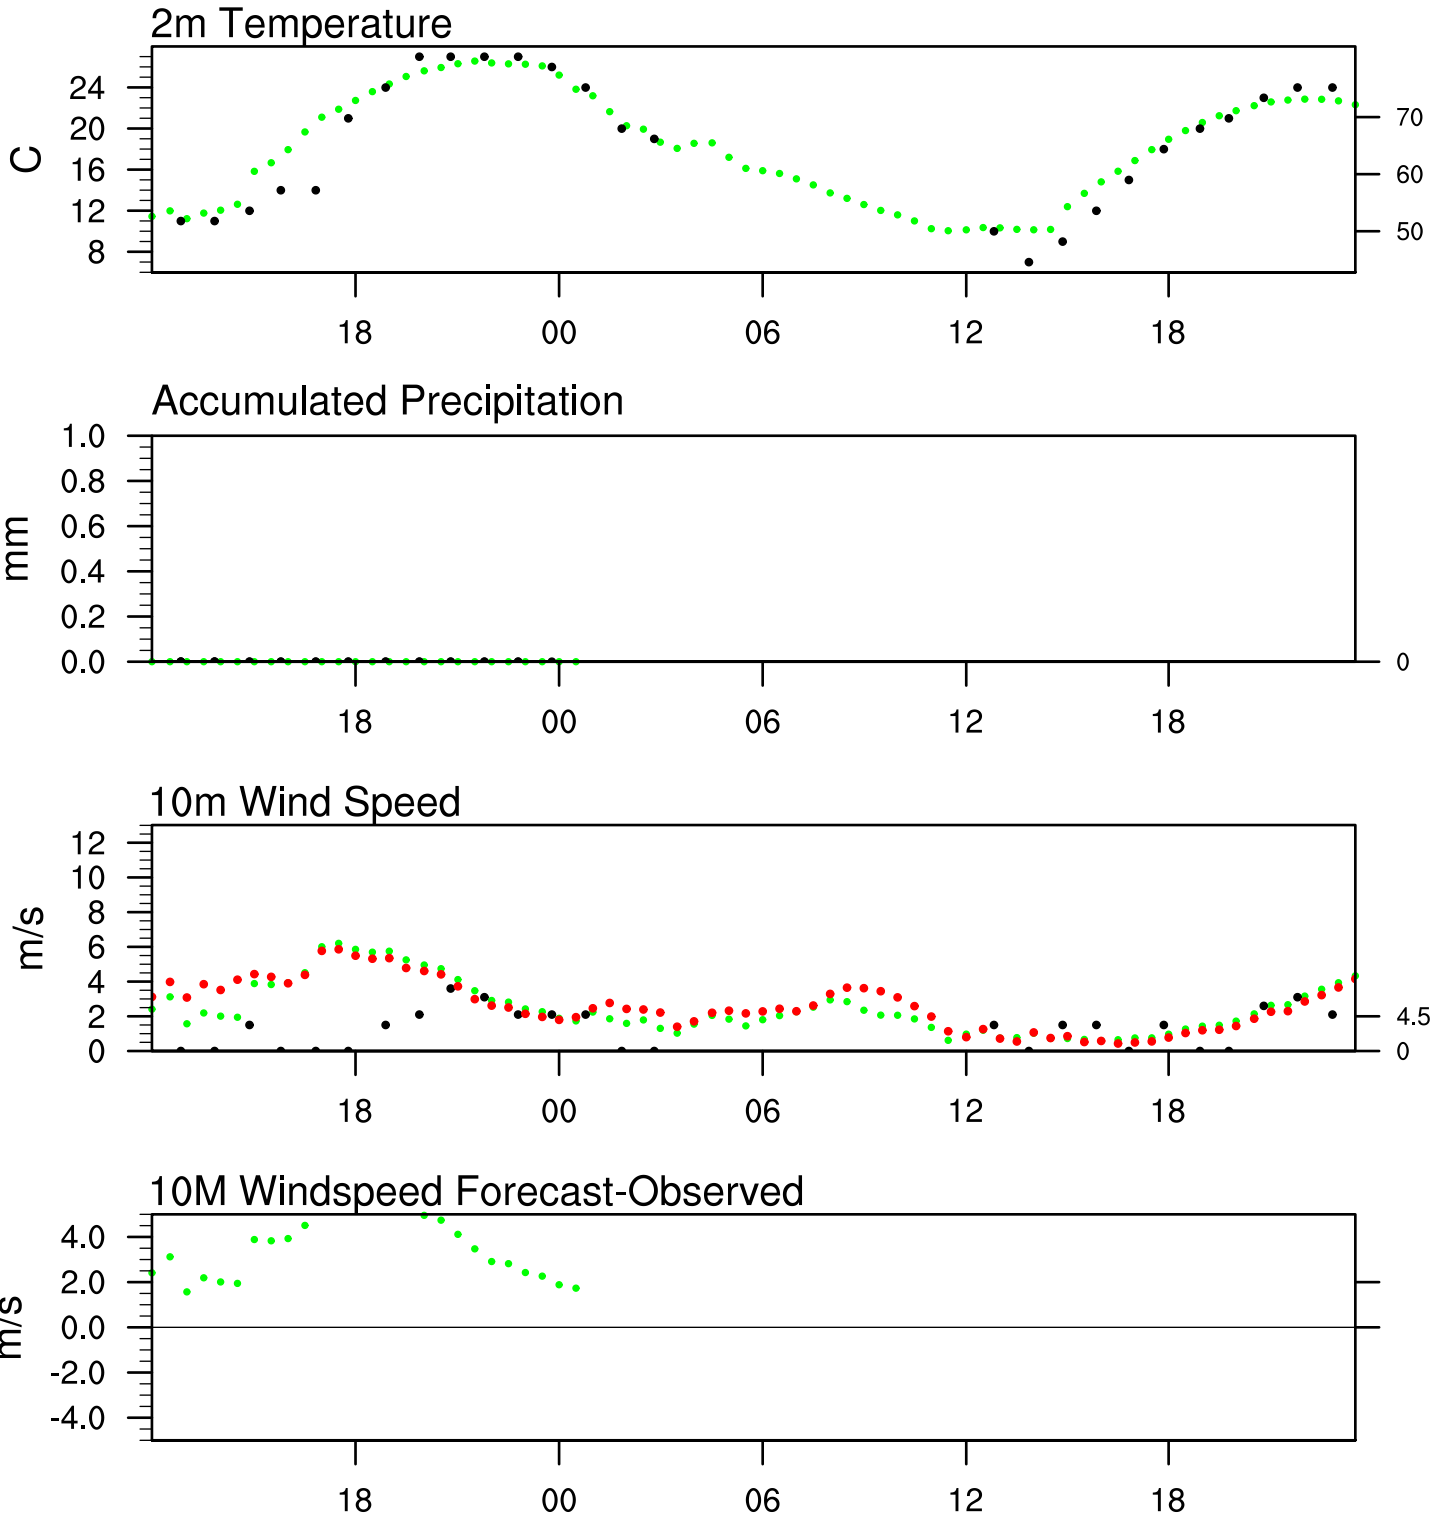 2m Temperature
C
24
20
16
12
8
70
60
50
18 00 06 12 18
Accumulated Precipitation
mm
1.0
0.8
0.6
0.4
0.2
0.0
0
18 00 06 12 18
10m Wind Speed
m/s
12
10
8
6
4
2
0
4.5
0
18 00 06 12 18
10M Windspeed Forecast-Observed
m/s
4.0
2.0
0.0
-2.0
-4.0
18 00 06 12 18